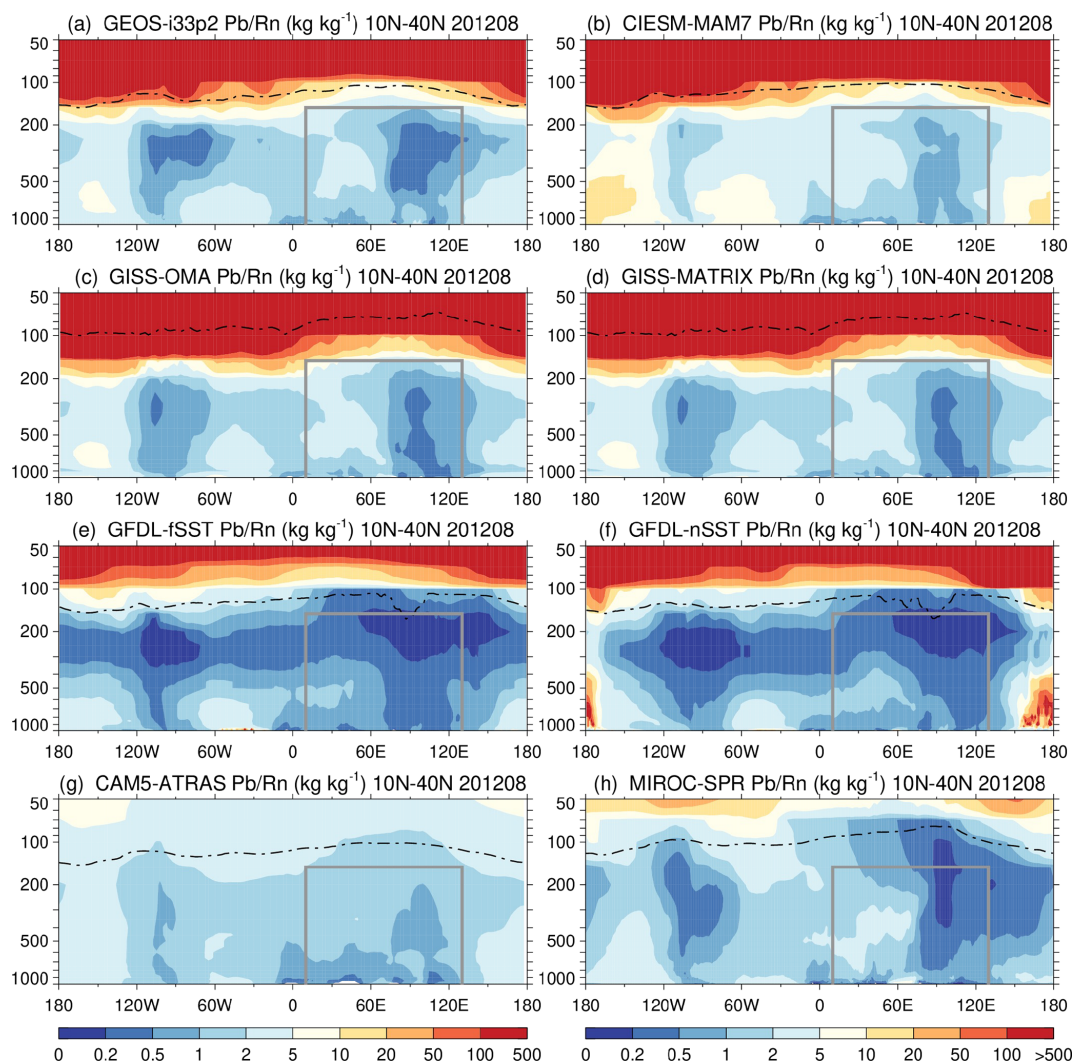 (a) GEOS-i33p2 Pb/Rn (kg kg⁻¹) 10N-40N 201208
(b) CIESM-MAM7 Pb/Rn (kg kg⁻¹) 10N-40N 201208
50
100
200
500
1000
180 120W 60W 0 60E 120E 180
50
100
200
500
1000
180 120W 60W 0 60E 120E 180
(c) GISS-OMA Pb/Rn (kg kg⁻¹) 10N-40N 201208
(d) GISS-MATRIX Pb/Rn (kg kg⁻¹) 10N-40N 201208
50
100
200
500
1000
180 120W 60W 0 60E 120E 180
50
100
200
500
1000
180 120W 60W 0 60E 120E 180
(e) GFDL-fSST Pb/Rn (kg kg⁻¹) 10N-40N 201208
(f) GFDL-nSST Pb/Rn (kg kg⁻¹) 10N-40N 201208
50
100
200
500
1000
180 120W 60W 0 60E 120E 180
50
100
200
500
1000
180 120W 60W 0 60E 120E 180
(g) CAM5-ATRAS Pb/Rn (kg kg⁻¹) 10N-40N 201208
(h) MIROC-SPR Pb/Rn (kg kg⁻¹) 10N-40N 201208
50
100
200
500
1000
180 120W 60W 0 60E 120E 180
50
100
200
500
1000
180 120W 60W 0 60E 120E 180
0 0.2 0.5 1 2 5 10 20 50 100 500
0 0.2 0.5 1 2 5 10 20 50 100 500